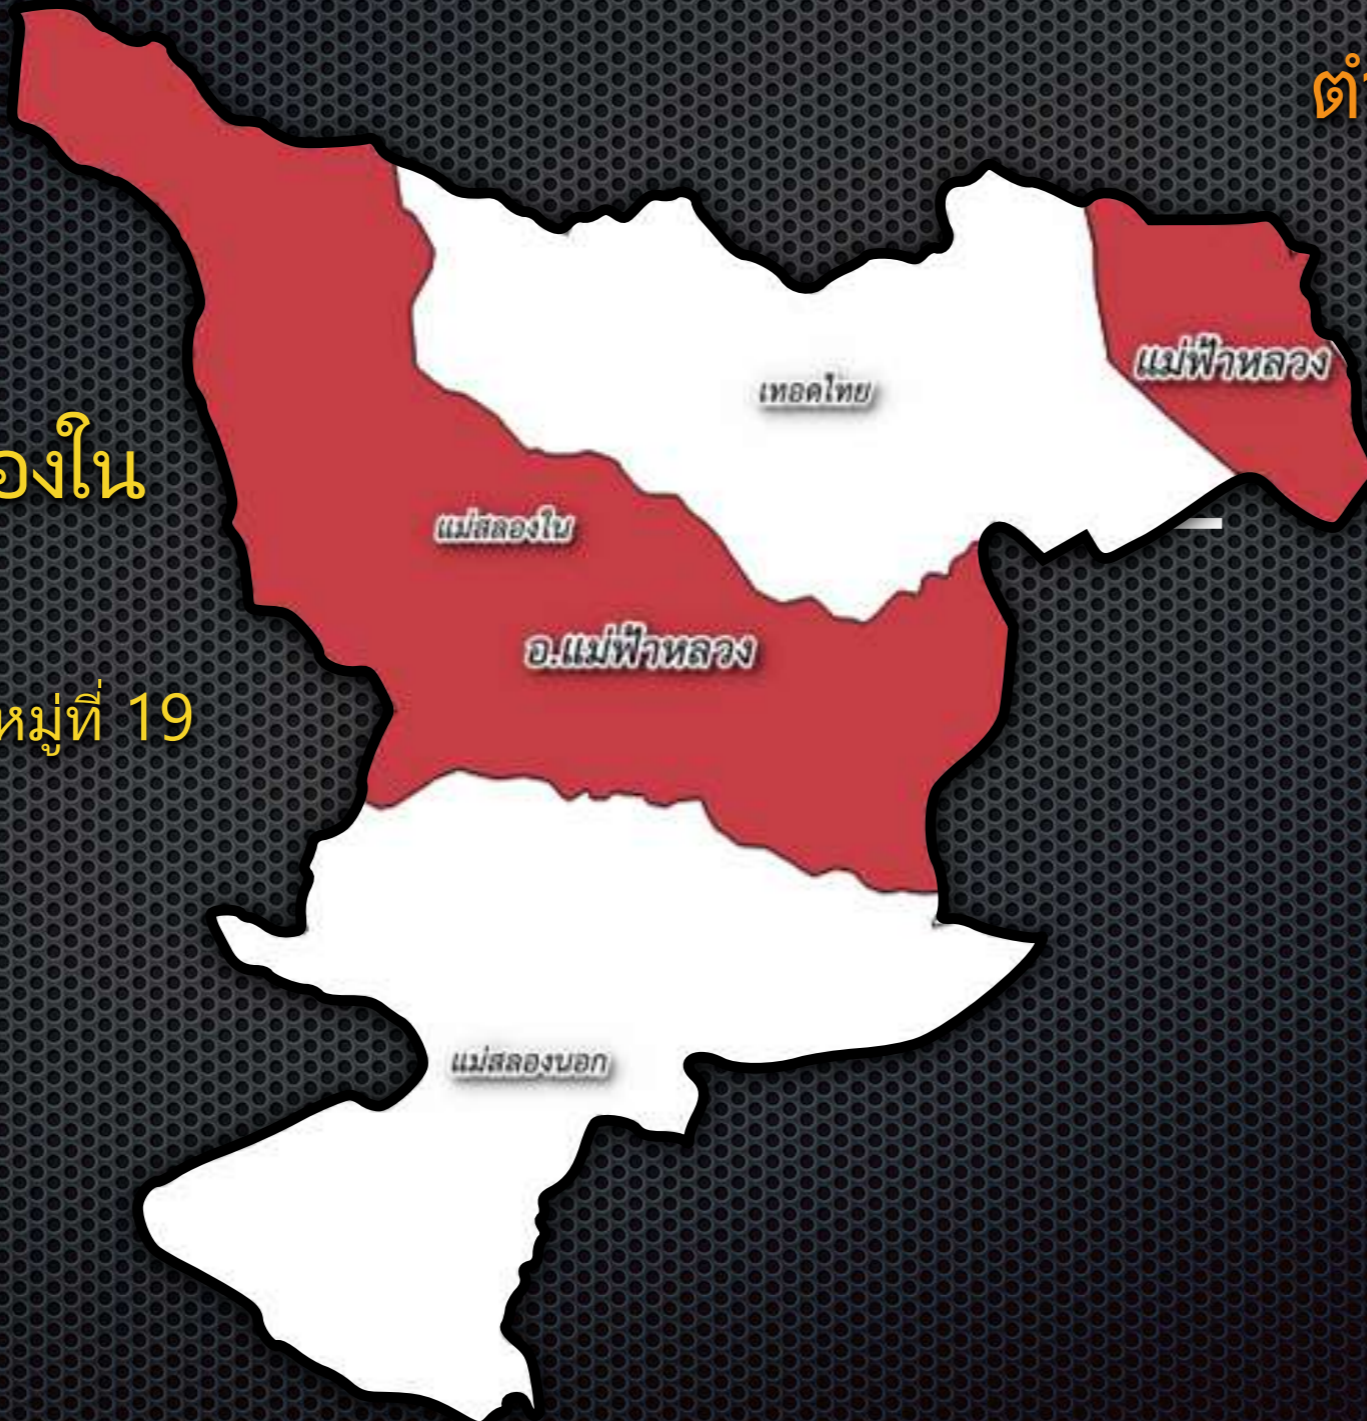 ตำ
แม่ฟ้าหลวง
เทอดไทย
องใน
แม่สลองใน
อ.แม่ฟ้าหลวง
หมู่ที่ 19
แม่สลองนอก